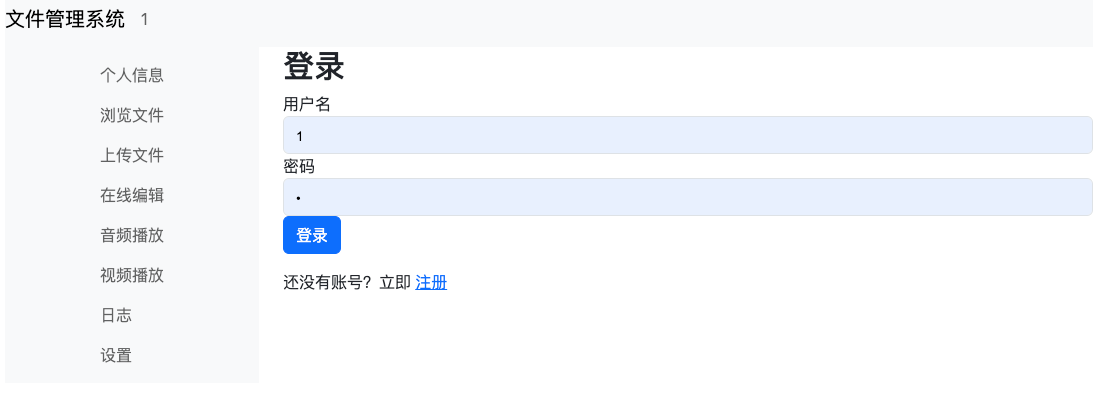 文件管理系统 1
个人信息
浏览文件
上传文件
在线编辑
音频播放
视频播放
日志
设置
登录
用户名
1
密码
•
登录
还没有账号？立即 注册